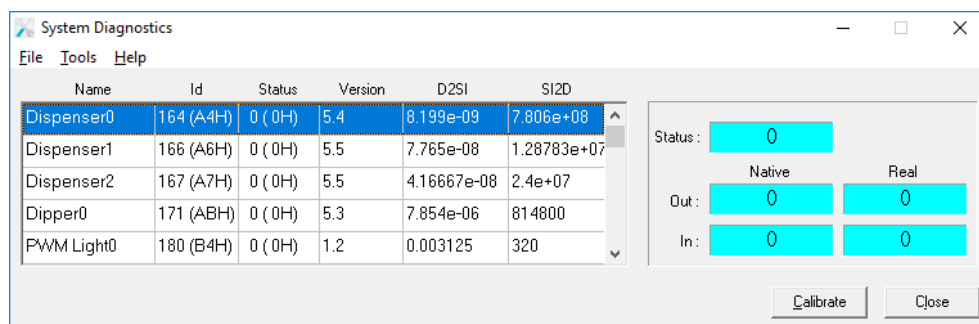 System Diagnostics
File Tools Help
Name Id Status Version D2SI SI2D
Dispenser0 164 (A4H) 0 ( 0H) 5.4 8.199e-09 7.806e+08
Dispenser1 166 (A6H) 0 ( 0H) 5.5 7.765e-08 1.28783e+07
Dispenser2 167 (A7H) 0 ( 0H) 5.5 4.16667e-08 2.4e+07
Dipper0 171 (ABH) 0 ( 0H) 5.3 7.854e-06 814800
PWM Light0 180 (B4H) 0 ( 0H) 1.2 0.003125 320
Status : 0
Native Real
Out : 0 0
In : 0 0
Calibrate Close